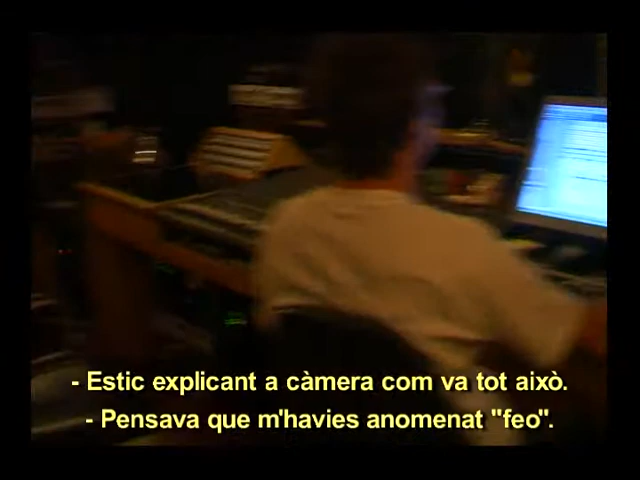 - Estic explicant a càmera com va tot això.
- Pensava que m'havies anomenat "feo".